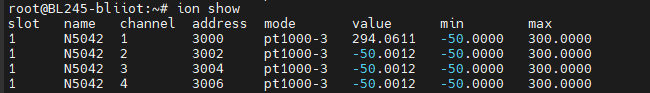 root@BL245-bliiot:~# ion show
slot name channel address mode value min max
1 N5042 1 3000 pt1000-3 294.0611 -50.0000 300.0000
1 N5042 2 3002 pt1000-3 -50.0012 -50.0000 300.0000
1 N5042 3 3004 pt1000-3 -50.0012 -50.0000 300.0000
1 N5042 4 3006 pt1000-3 -50.0012 -50.0000 300.0000